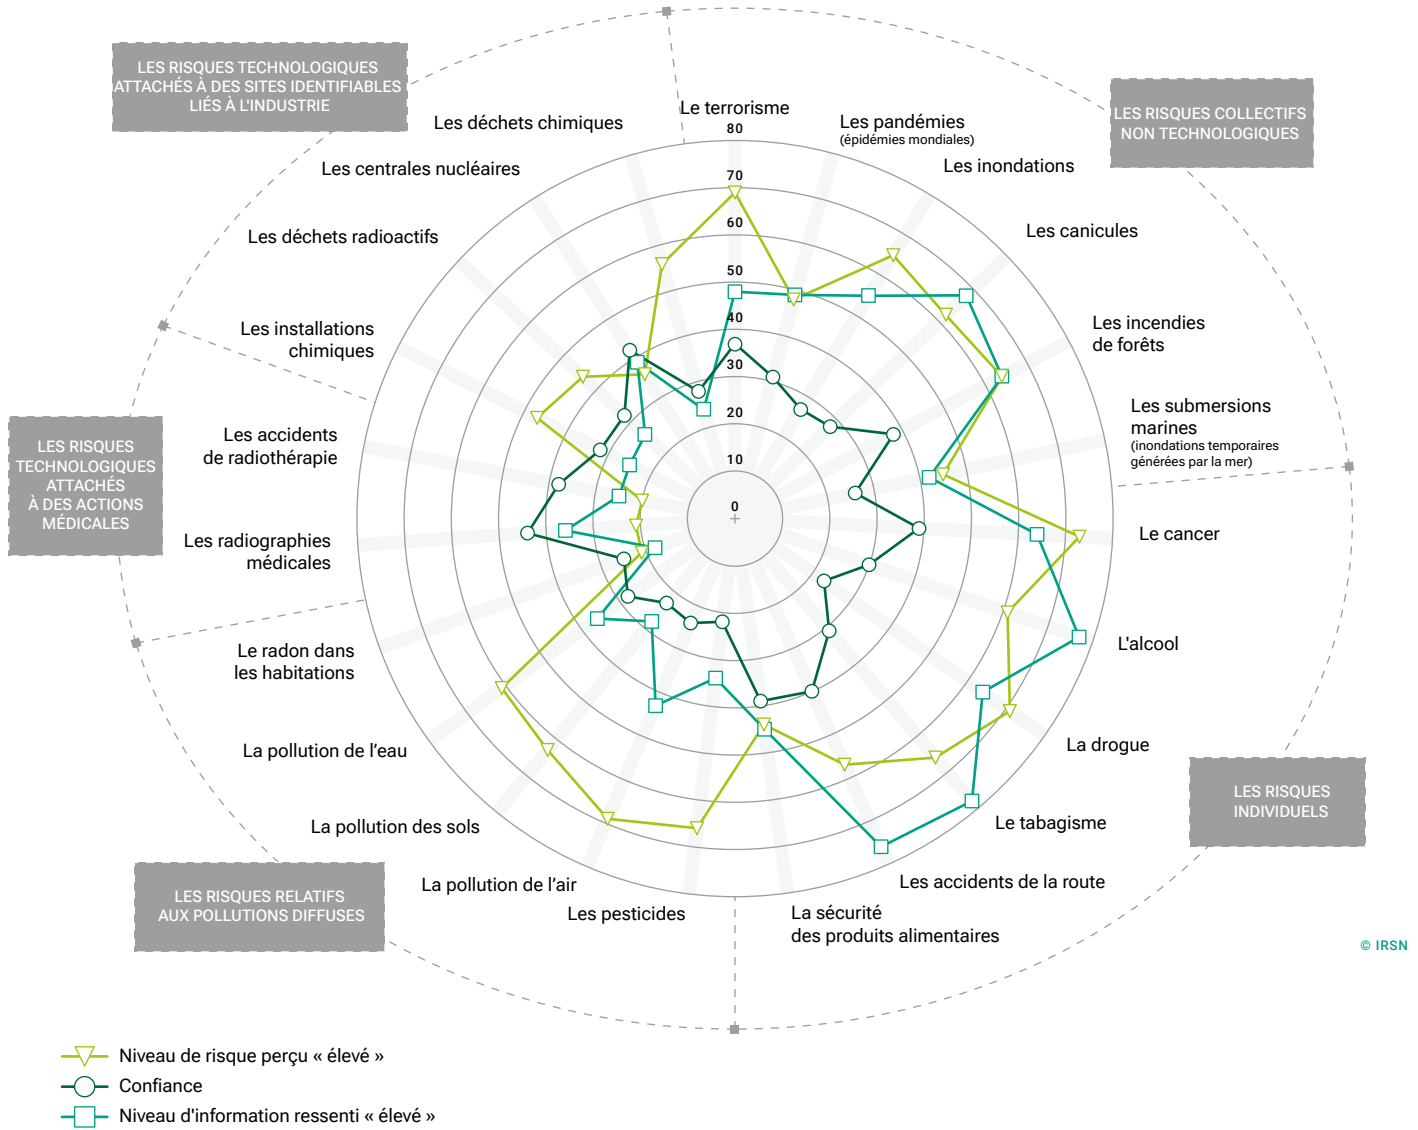 LES RISQUES TECHNOLOGIQUES
ATTACHÉS À DES SITES IDENTIFIABLES
LIÉS À L'INDUSTRIE
LES RISQUES COLLECTIFS
NON TECHNOLOGIQUES
Le terrorisme
Les déchets chimiques
Les pandémies
(épidémies mondiales)
Les centrales nucléaires
Les inondations
Les déchets radioactifs
Les canicules
Les installations
chimiques
Les incendies
de forêts
Les accidents
de radiothérapie
Les submersions
marines
(inondations temporaires
générées par la mer)
LES RISQUES
TECHNOLOGIQUES
ATTACHÉS
À DES ACTIONS
MÉDICALES
80
70
60
50
40
30
20
10
0
Les radiographies
médicales
Le cancer
Le radon dans
les habitations
L'alcool
La pollution de l’eau
La drogue
La pollution des sols
Le tabagisme
LES RISQUES
INDIVIDUELS
La pollution de l’air
Les accidents de la route
LES RISQUES RELATIFS
AUX POLLUTIONS DIFFUSES
Les pesticides
La sécurité
des produits alimentaires
© IRSN
Niveau de risque perçu « élevé »
Confiance
Niveau d'information ressenti « élevé »